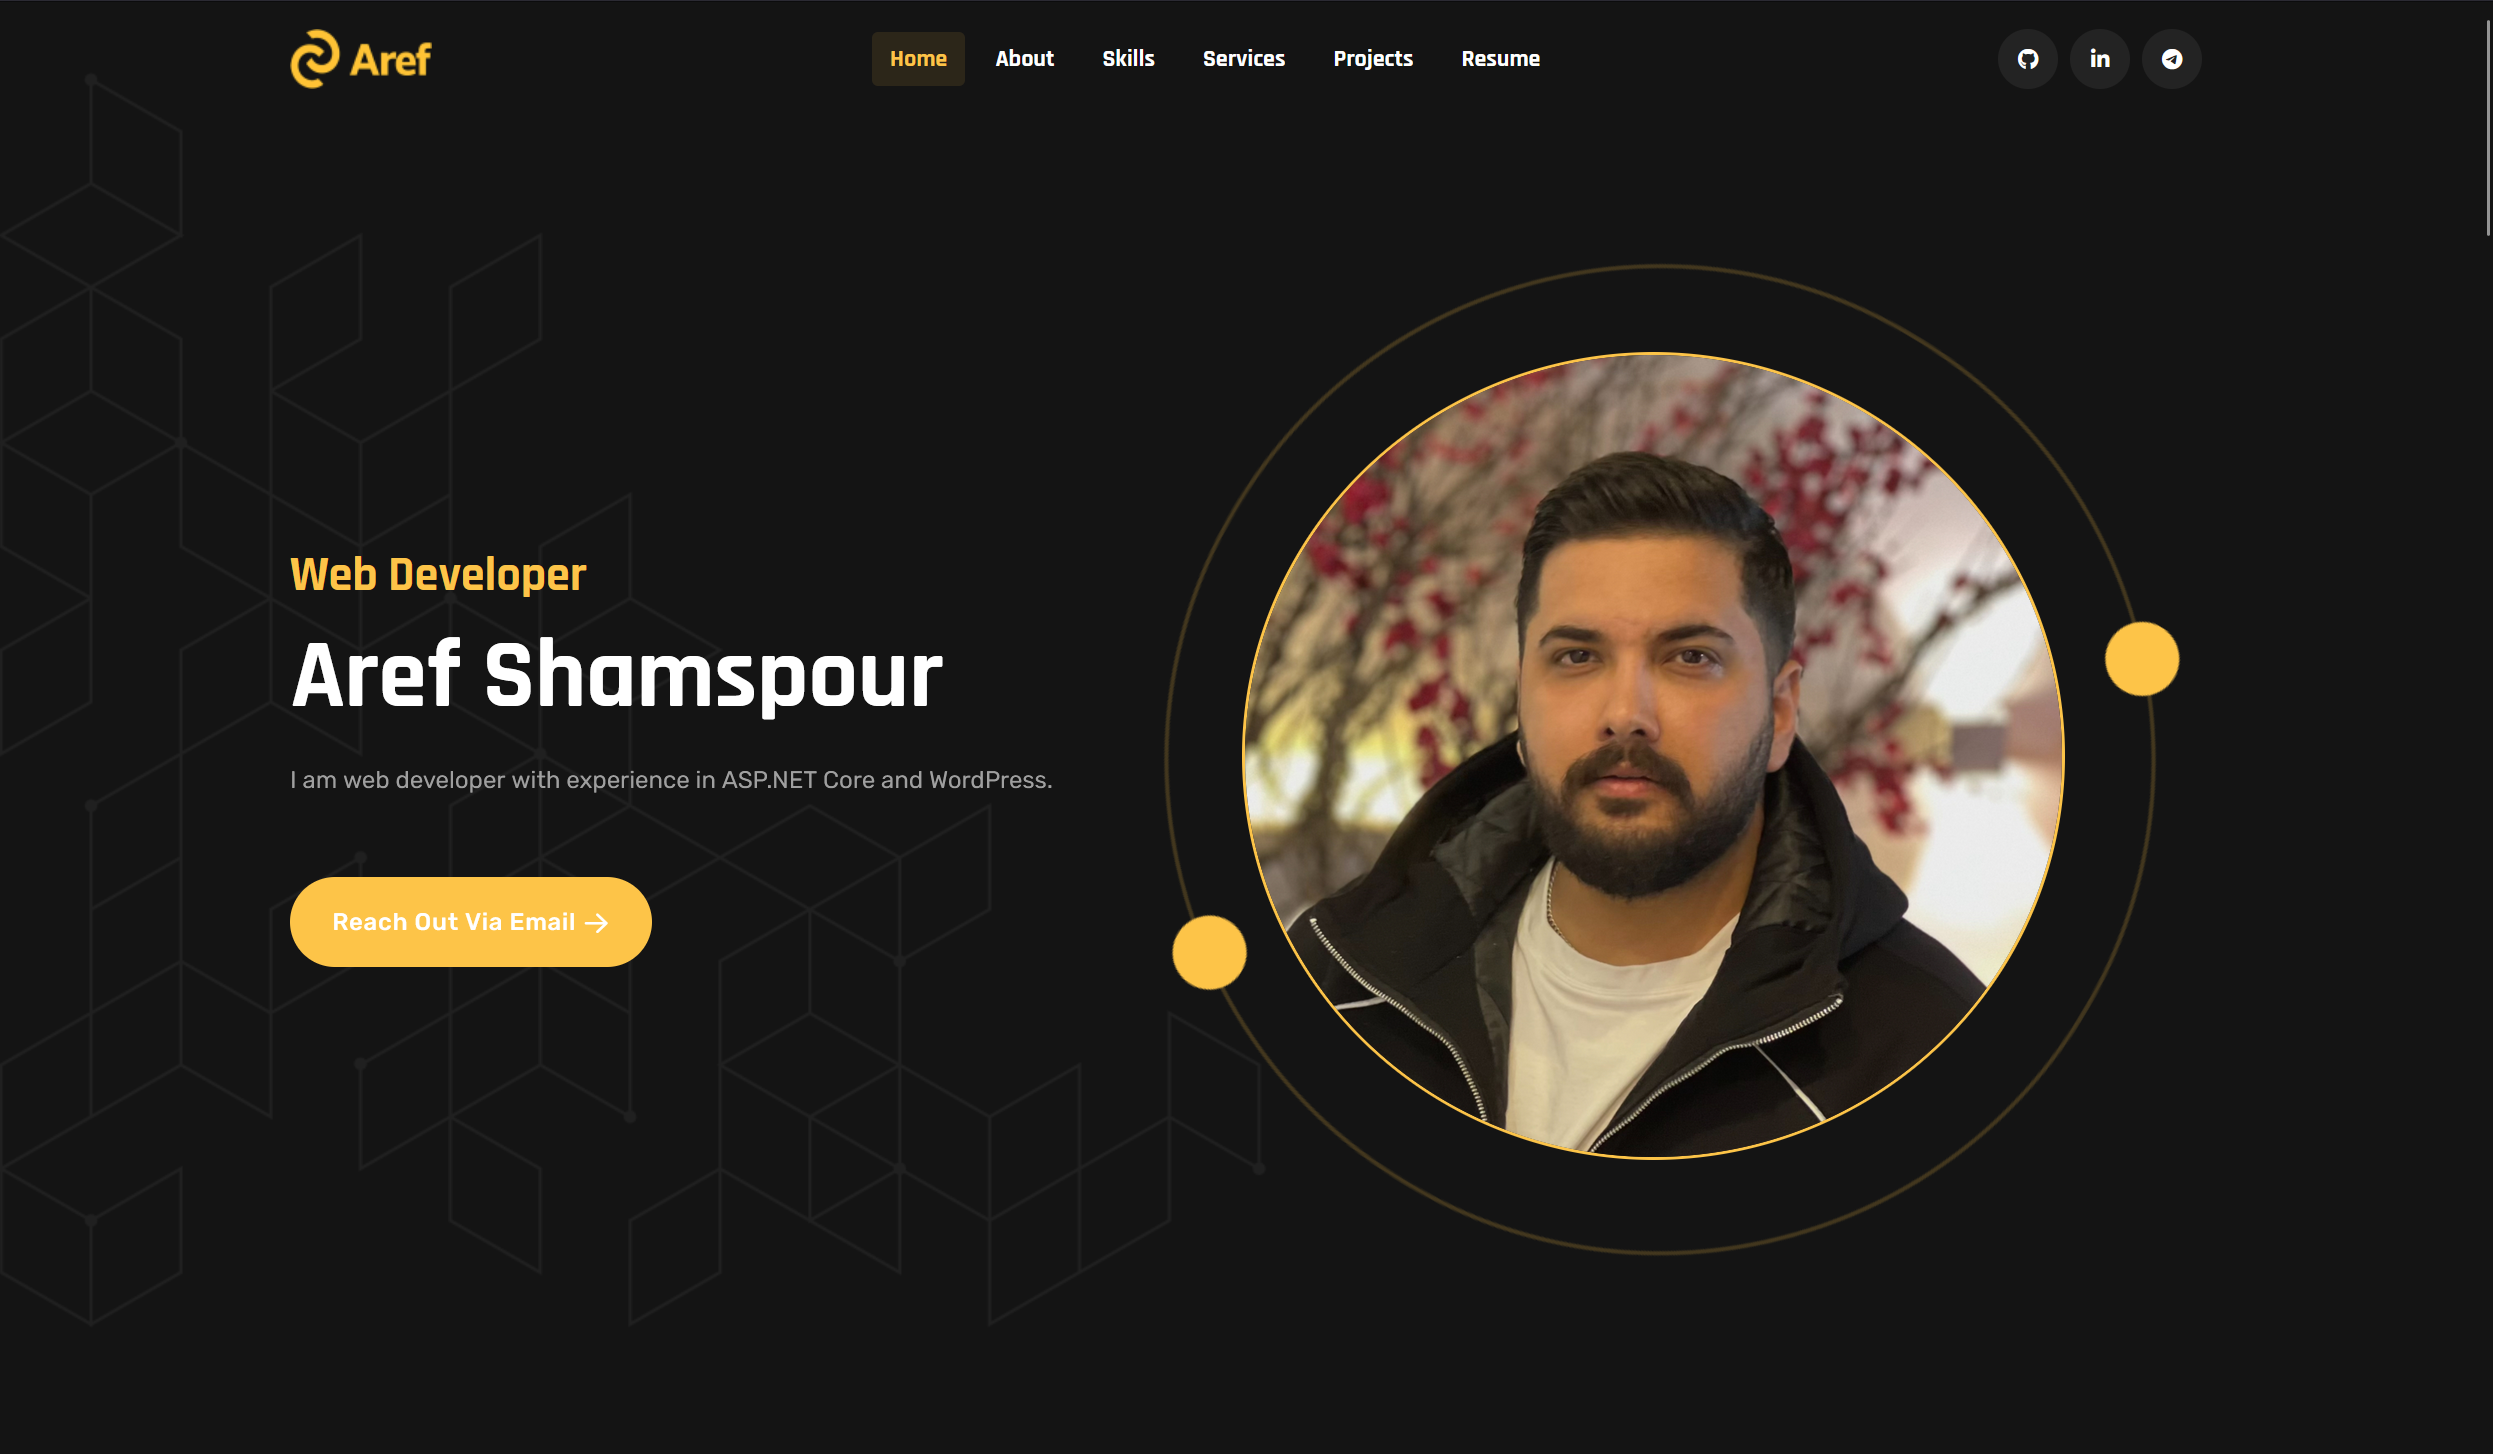 Aref
Home About Skills Services Projects Resume
Web Developer
Aref Shamspour
I am web developer with experience in ASP.NET Core and WordPress.
Reach Out Via Email →